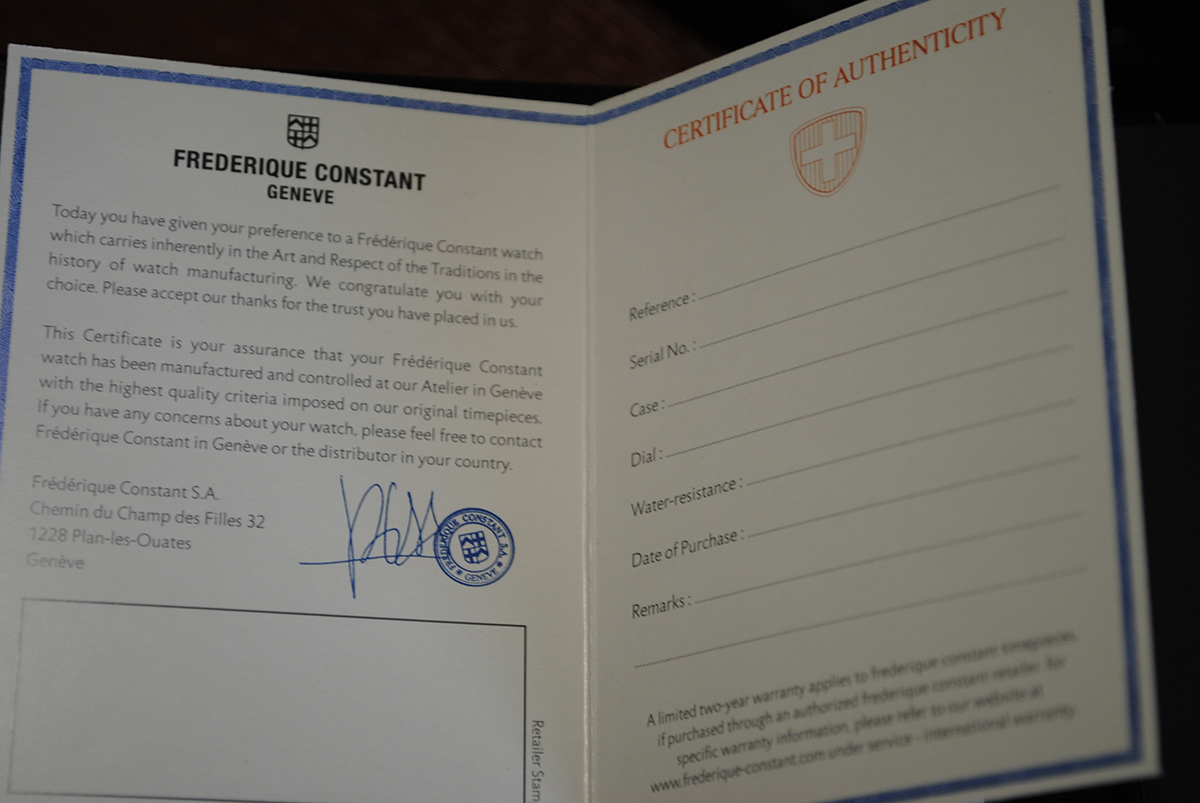 FREDERIQUE CONSTANT
GENEVE
Today you have given your preference to a Frédérique Constant watch
which carries inherently in the Art and Respect of the Traditions in the
history of watch manufacturing. We congratulate you with your
choice. Please accept our thanks for the trust you have placed in us.
This Certificate is your assurance that your Frédérique Constant
watch has been manufactured and controlled at our Atelier in Genève
with the highest quality criteria imposed on our original timepieces.
If you have any concerns about your watch, please feel free to contact
Frédérique Constant in Genève or the distributor in your country.
Frédérique Constant S.A.
Chemin du Champ des Filles 32
1228 Plan-les-Ouates
Genève
FRÉDÉRIQUE CONSTANT S.A.
GENEVE
Retailer Stam
CERTIFICATE OF AUTHENTICITY
Reference :
Serial No. :
Case :
Dial :
Water-resistance :
Date of Purchase :
Remarks :
A limited two-year warranty applies to frederique constant timepieces,
if purchased through an authorized frederique constant retailer. For
specific warranty information, please refer to our website at
www.frederique-constant.com under service - international warranty